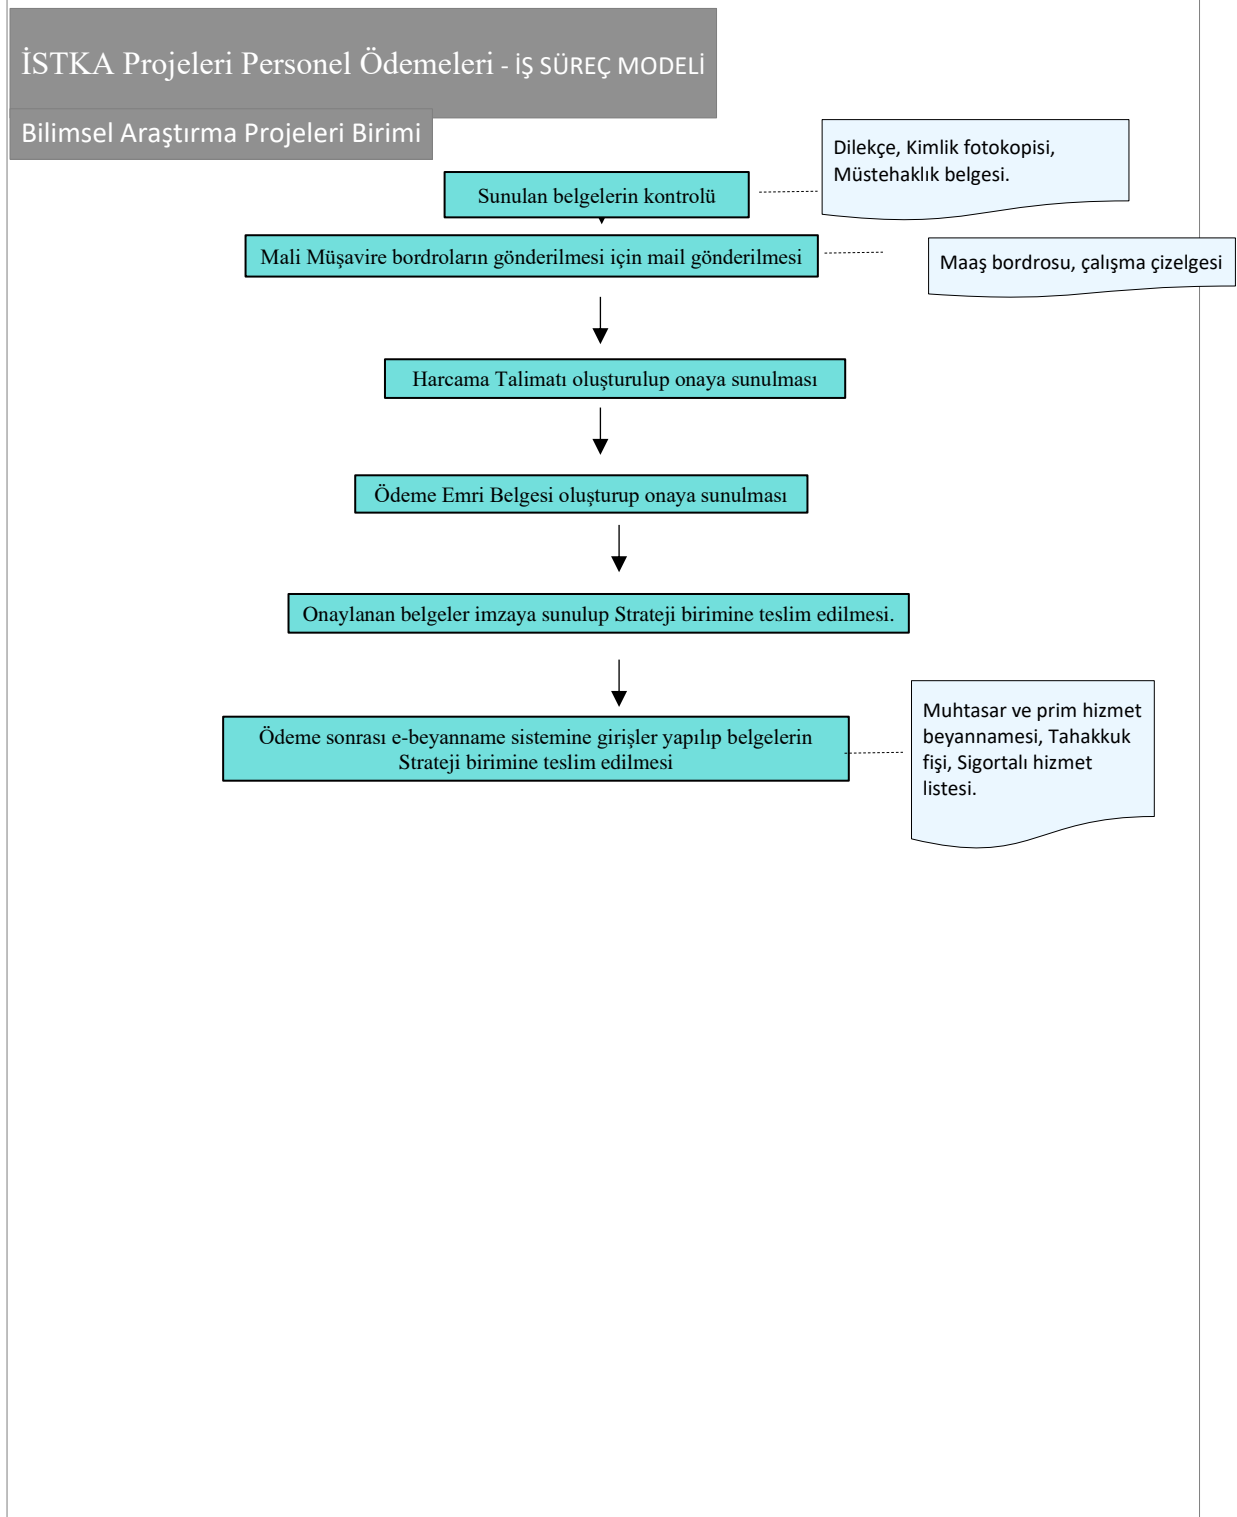 İSTKA Projeleri Personel Ödemeleri - İŞ SÜREÇ MODELİ
Bilimsel Araştırma Projeleri Birimi
Dilekçe, Kimlik fotokopisi,
Müstehaklık belgesi.
Sunulan belgelerin kontrolü
Mali Müşavire bordroların gönderilmesi için mail gönderilmesi
Maaş bordrosu, çalışma çizelgesi
Harcama Talimatı oluşturulup onaya sunulması
Ödeme Emri Belgesi oluşturup onaya sunulması
Onaylanan belgeler imzaya sunulup Strateji birimine teslim edilmesi.
Ödeme sonrası e-beyanname sistemine girişler yapılıp belgelerin
Strateji birimine teslim edilmesi
Muhtasar ve prim hizmet
beyannamesi, Tahakkuk
fişi, Sigortalı hizmet
listesi.